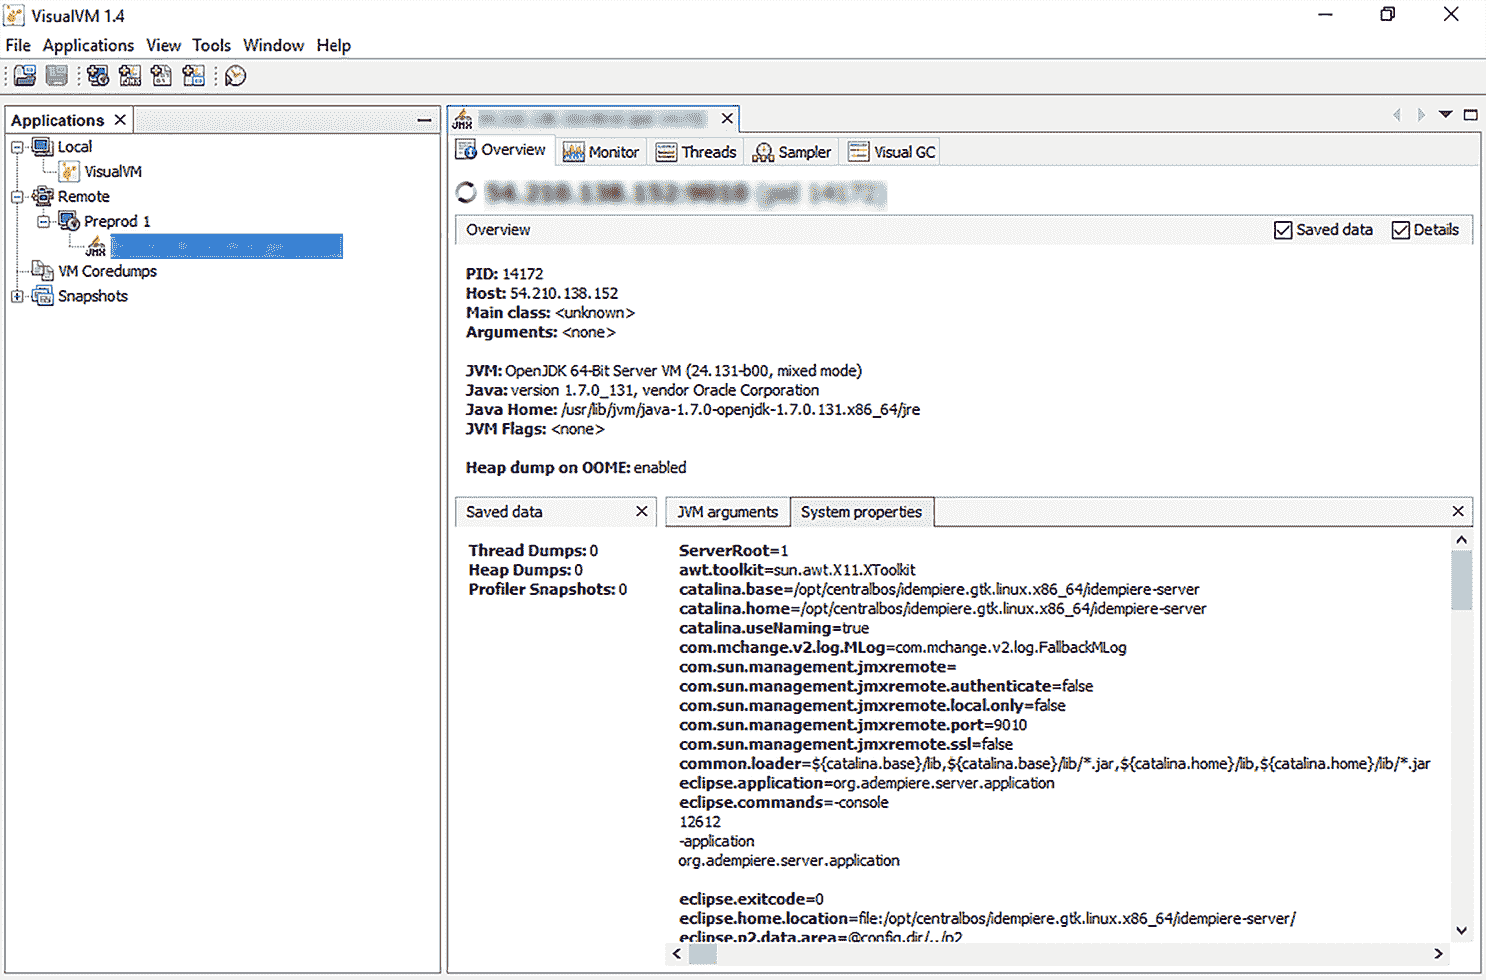 VisualVM 1.4
File Applications View Tools Window Help
Applications
Local
VisualVM
Remote
Preprod 1
JMX
VM Coredumps
Snapshots
JMX
Overview Monitor Threads Sampler Visual GC
Overview Saved data Details
PID: 14172
Host: 54.210.138.152
Main class: <unknown>
Arguments: <none>
JVM: OpenJDK 64-Bit Server VM (24.131-b00, mixed mode)
Java: version 1.7.0_131, vendor Oracle Corporation
Java Home: /usr/lib/jvm/java-1.7.0-openjdk-1.7.0.131.x86_64/jre
JVM Flags: <none>
Heap dump on OOME: enabled
Saved data
Thread Dumps: 0
Heap Dumps: 0
Profiler Snapshots: 0
JVM arguments System properties
ServerRoot=1
awt.toolkit=sun.awt.X11.XToolkit
catalina.base=/opt/centralbos/idempiere.gtk.linux.x86_64/idempiere-server
catalina.home=/opt/centralbos/idempiere.gtk.linux.x86_64/idempiere-server
catalina.useNaming=true
com.mchange.v2.log.MLog=com.mchange.v2.log.FallbackMLog
com.sun.management.jmxremote=
com.sun.management.jmxremote.authenticate=false
com.sun.management.jmxremote.local.only=false
com.sun.management.jmxremote.port=9010
com.sun.management.jmxremote.ssl=false
common.loader=${catalina.base}/lib,${catalina.base}/lib/*.jar,${catalina.home}/lib,${catalina.home}/lib/*.jar
eclipse.application=org.adempiere.server.application
eclipse.commands=-console
12612
-application
org.adempiere.server.application
eclipse.exitcode=0
eclipse.home.location=file:/opt/centralbos/idempiere.gtk.linux.x86_64/idempiere-server/
eclipse.p2.data.area=@config.dir/../p2